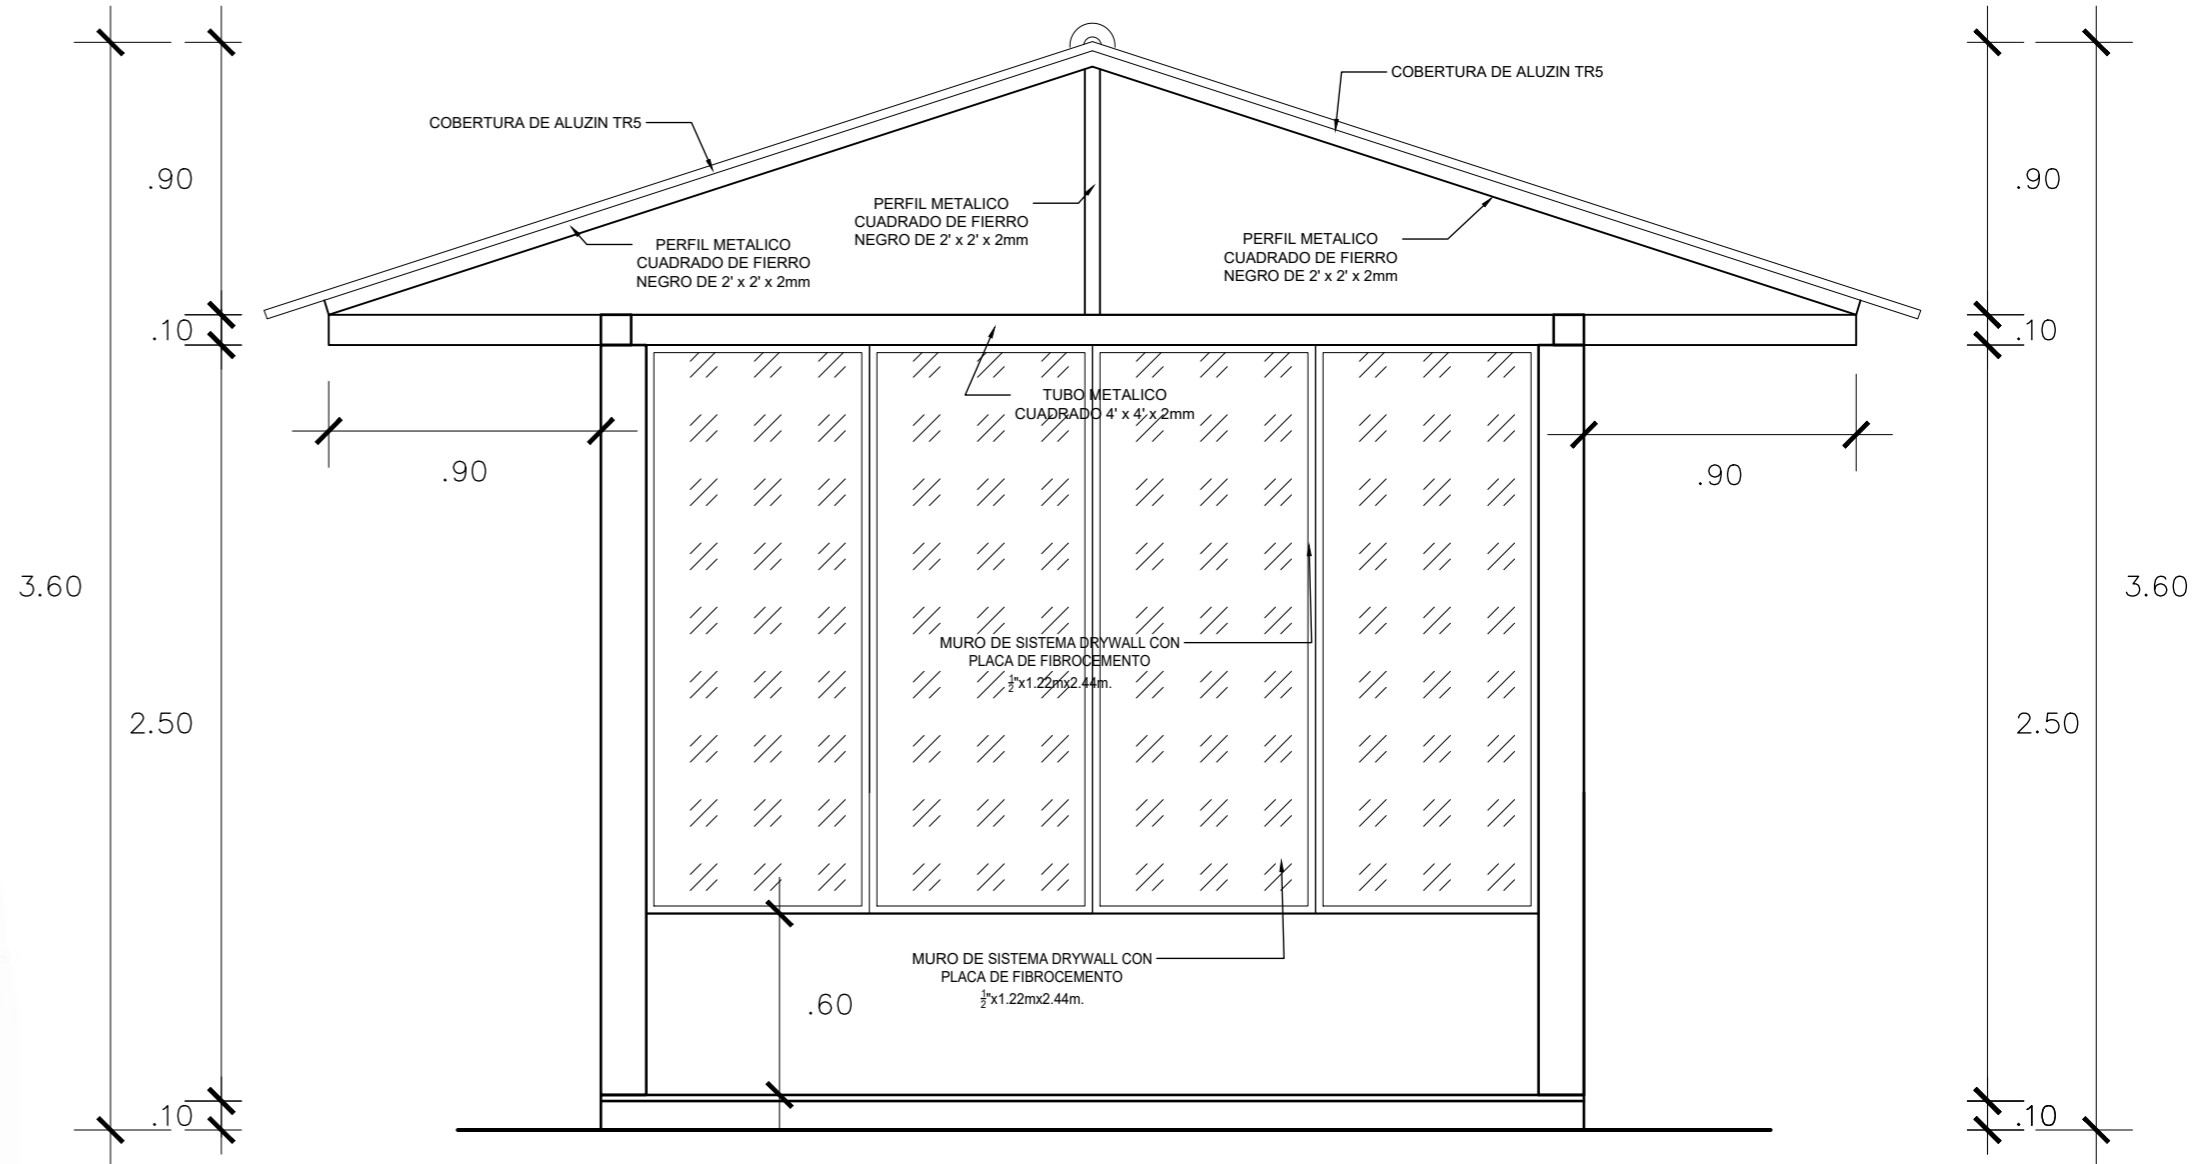 COBERTURA DE ALUZIN TR5
COBERTURA DE ALUZIN TR5
.90
.90
PERFIL METALICO
CUADRADO DE FIERRO
NEGRO DE 2' x 2' x 2mm
PERFIL METALICO
CUADRADO DE FIERRO
NEGRO DE 2' x 2' x 2mm
PERFIL METALICO
CUADRADO DE FIERRO
NEGRO DE 2' x 2' x 2mm
.10
.10
TUBO METALICO
CUADRADO 4' x 4' x 2mm
.90
.90
3.60
3.60
MURO DE SISTEMA DRYWALL CON
PLACA DE FIBROCEMENTO
½"x1.22mx2.44m.
2.50
2.50
MURO DE SISTEMA DRYWALL CON
PLACA DE FIBROCEMENTO
½"x1.22mx2.44m.
.60
.10
.10